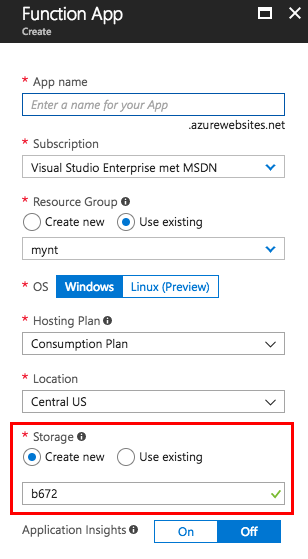 Function App
Create
* App name
Enter a name for your App
.azurewebsites.net
* Subscription
Visual Studio Enterprise met MSDN
* Resource Group
Create new Use existing
mynt
* OS Windows Linux (Preview)
* Hosting Plan
Consumption Plan
* Location
Central US
* Storage
Create new Use existing
b672
Application Insights On Off